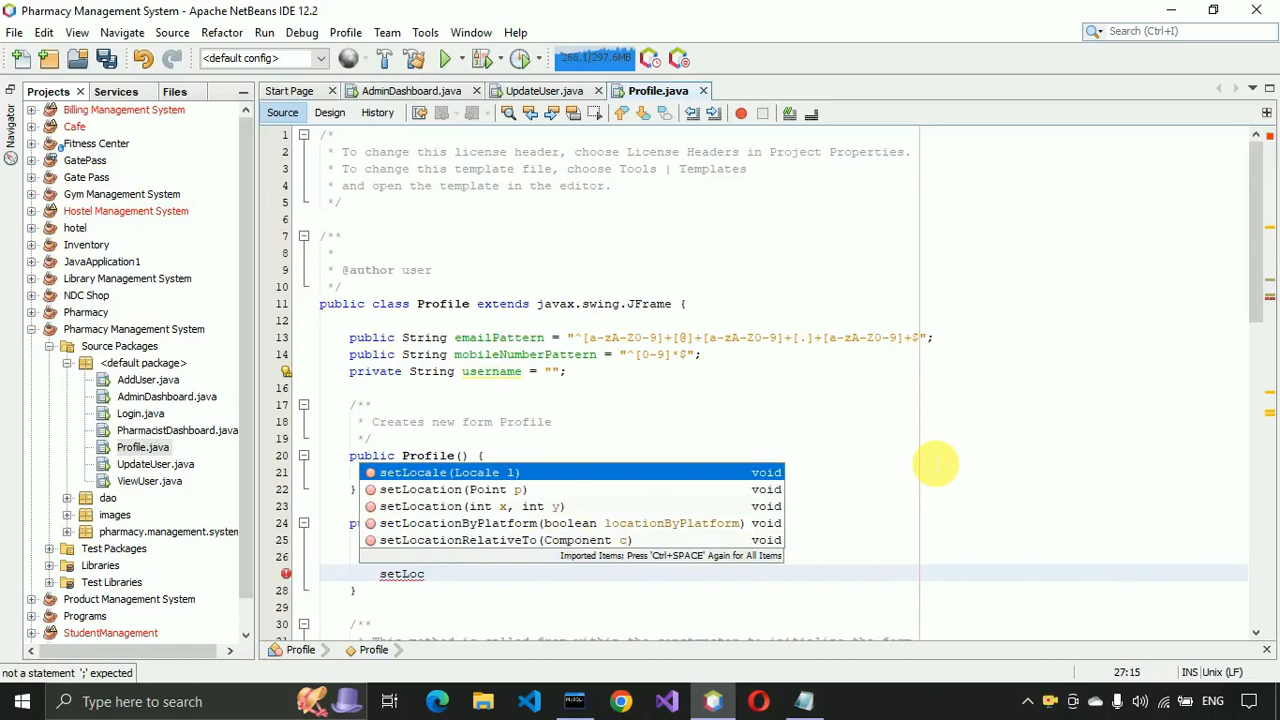 Pharmacy Management System - Apache NetBeans IDE 12.2
File Edit View Navigate Source Refactor Run Debug Profile Team Tools Window Help
Search (Ctrl+I)
<default config>
266.1/297.6MB
Projects Services Files
Start Page AdminDashboard.java UpdateUser.java Profile.java
Source Design History
Navigator
Billing Management System
Cafe
Fitness Center
GatePass
Gate Pass
Gym Management System
Hostel Management System
hotel
Inventory
JavaApplication1
Library Management System
NDC Shop
Pharmacy
Pharmacy Management System
Source Packages
<default package>
AddUser.java
AdminDashboard.java
Login.java
PharmacistDashboard.java
Profile.java
UpdateUser.java
ViewUser.java
dao
images
pharmacy.management.system
Test Packages
Libraries
Test Libraries
Product Management System
Programs
StudentManagement
1 /*
2 * To change this license header, choose License Headers in Project Properties.
3 * To change this template file, choose Tools | Templates
4 * and open the template in the editor.
5 */
6
7 /**
8 *
9 * @author user
10 */
11 public class Profile extends javax.swing.JFrame {
12
13 public String emailPattern = "^[a-zA-Z0-9]+[@]+[a-zA-Z0-9]+[.]+[a-zA-Z0-9]+$";
14 public String mobileNumberPattern = "^[0-9]*$";
private String username = "";
16
17 /**
18 * Creates new form Profile
19 */
20 public Profile() {
21
22 }
24
25
26
setLoc
28 }
29
30 /**
setLocale(Locale l) void
setLocation(Point p) void
setLocation(int x, int y) void
setLocationByPlatform(boolean locationByPlatform) void
setLocationRelativeTo(Component c) void
Imported Items; Press 'Ctrl+SPACE' Again for All Items
Profile Profile
not a statement ';' expected
27:15 INS Unix (LF)
Type here to search
ENG